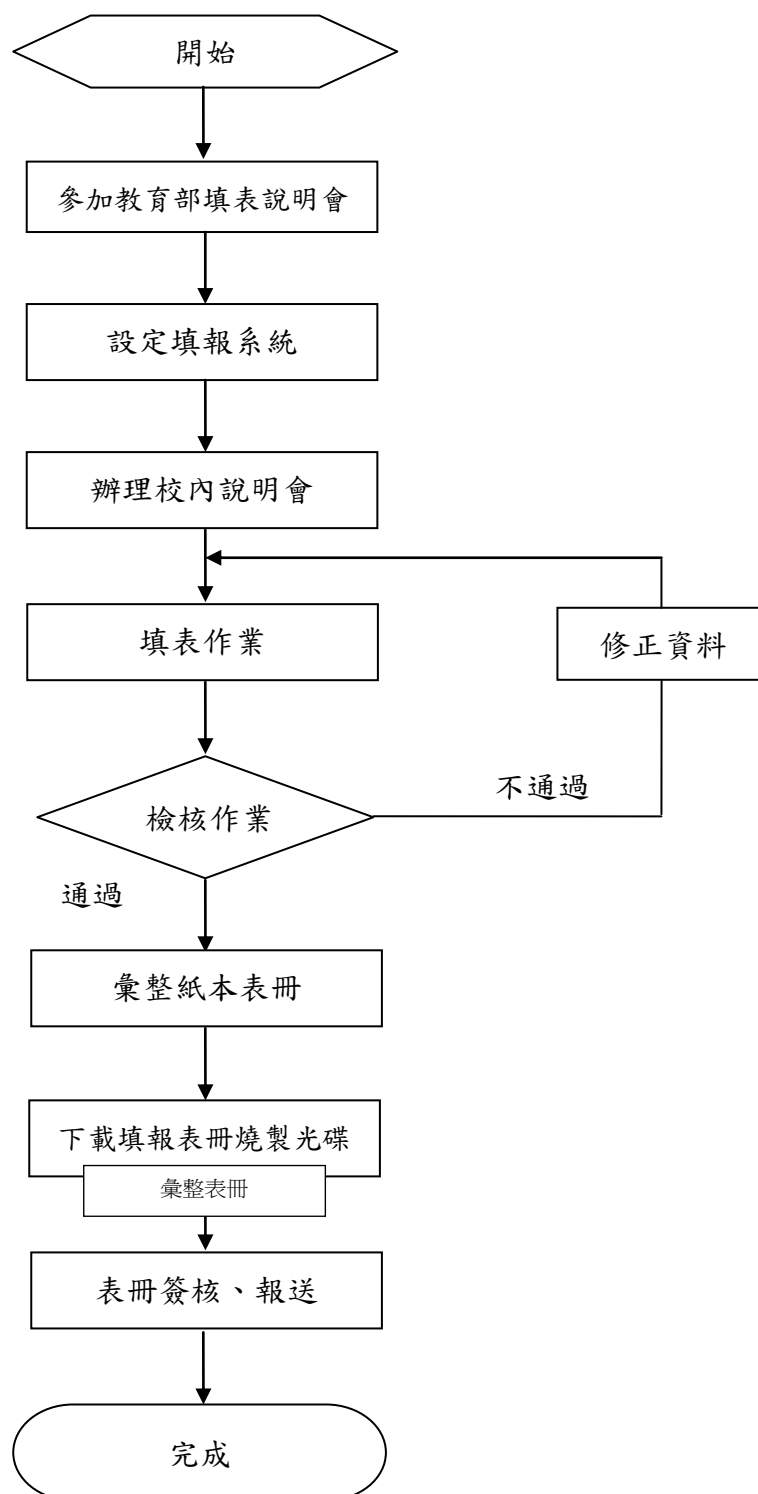 開始
參加教育部填表說明會
設定填報系統
辦理校內說明會
填表作業
修正資料
檢核作業
不通過
通過
彙整紙本表冊
下載填報表冊燒製光碟
彙整表冊
表冊簽核、報送
完成